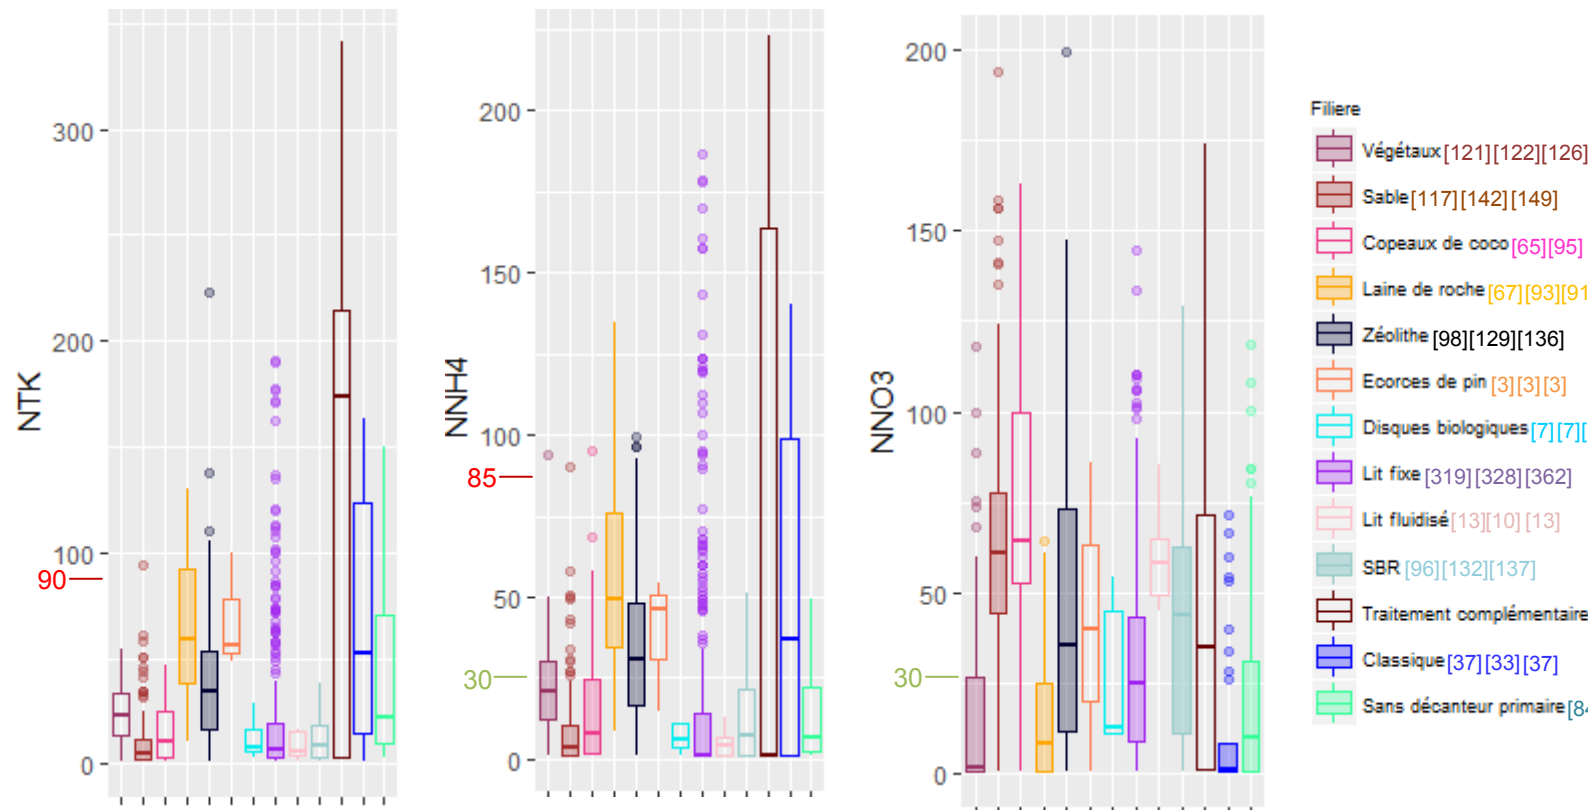 NTK
300
200
100
90
0
NNH4
200
150
100
85
50
30
0
NNO3
200
150
100
50
30
0
Filiere
Végétaux [121][122][126]
Sable [117][142][149]
Copeaux de coco [65][95]
Laine de roche [67][93][91
Zéolithe [98][129][136]
Ecorces de pin [3][3][3]
Disques biologiques [7][7][
Lit fixe [319][328][362]
Lit fluidisé [13][10] [13]
SBR [96][132][137]
Traitement complémentaire
Classique [37][33][37]
Sans décanteur primaire [84